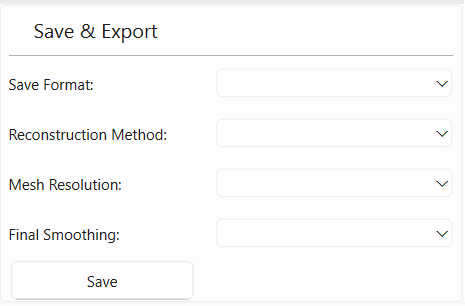 Save & Export
Save Format:
Reconstruction Method:
Mesh Resolution:
Final Smoothing:
Save